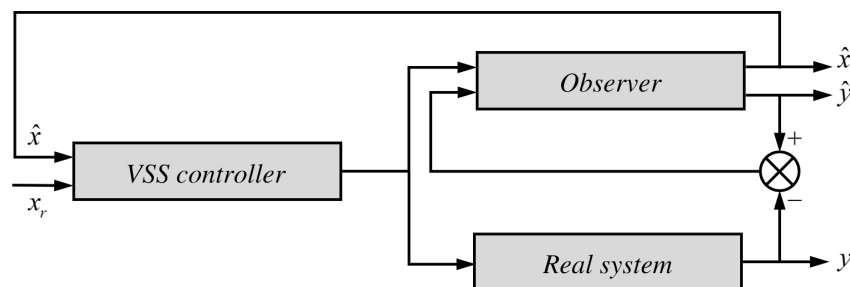 x̂
Observer
ŷ
x̂
+
VSS controller
−
x_r
Real system
y